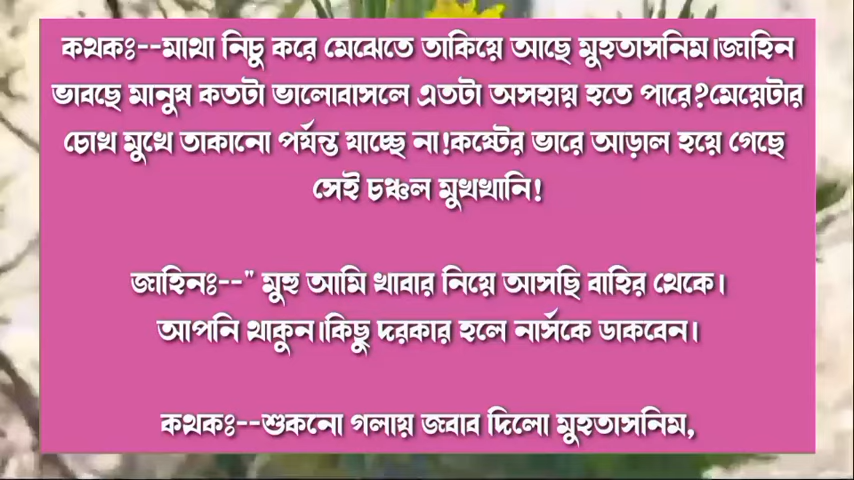 কথকঃ--মাথা নিচু করে মেঝেতে তাকিয়ে আছে মুহতাসনিম।জাহিন
ভাবছে মানুষ কতটা ভালোবাসলে এতটা অসহায় হতে পারে?মেয়েটার
চোখ মুখে তাকানো পর্যন্ত যাচ্ছে না!কষ্টের ভারে আড়াল হয়ে গেছে
সেই চঞ্চল মুখখানি!
জাহিনঃ--" মুহু আমি খাবার নিয়ে আসছি বাহির থেকে।
আপনি থাকুন।কিছু দরকার হলে নার্সকে ডাকবেন।
কথকঃ--শুকনো গলায় জবাব দিলো মুহতাসনিম,